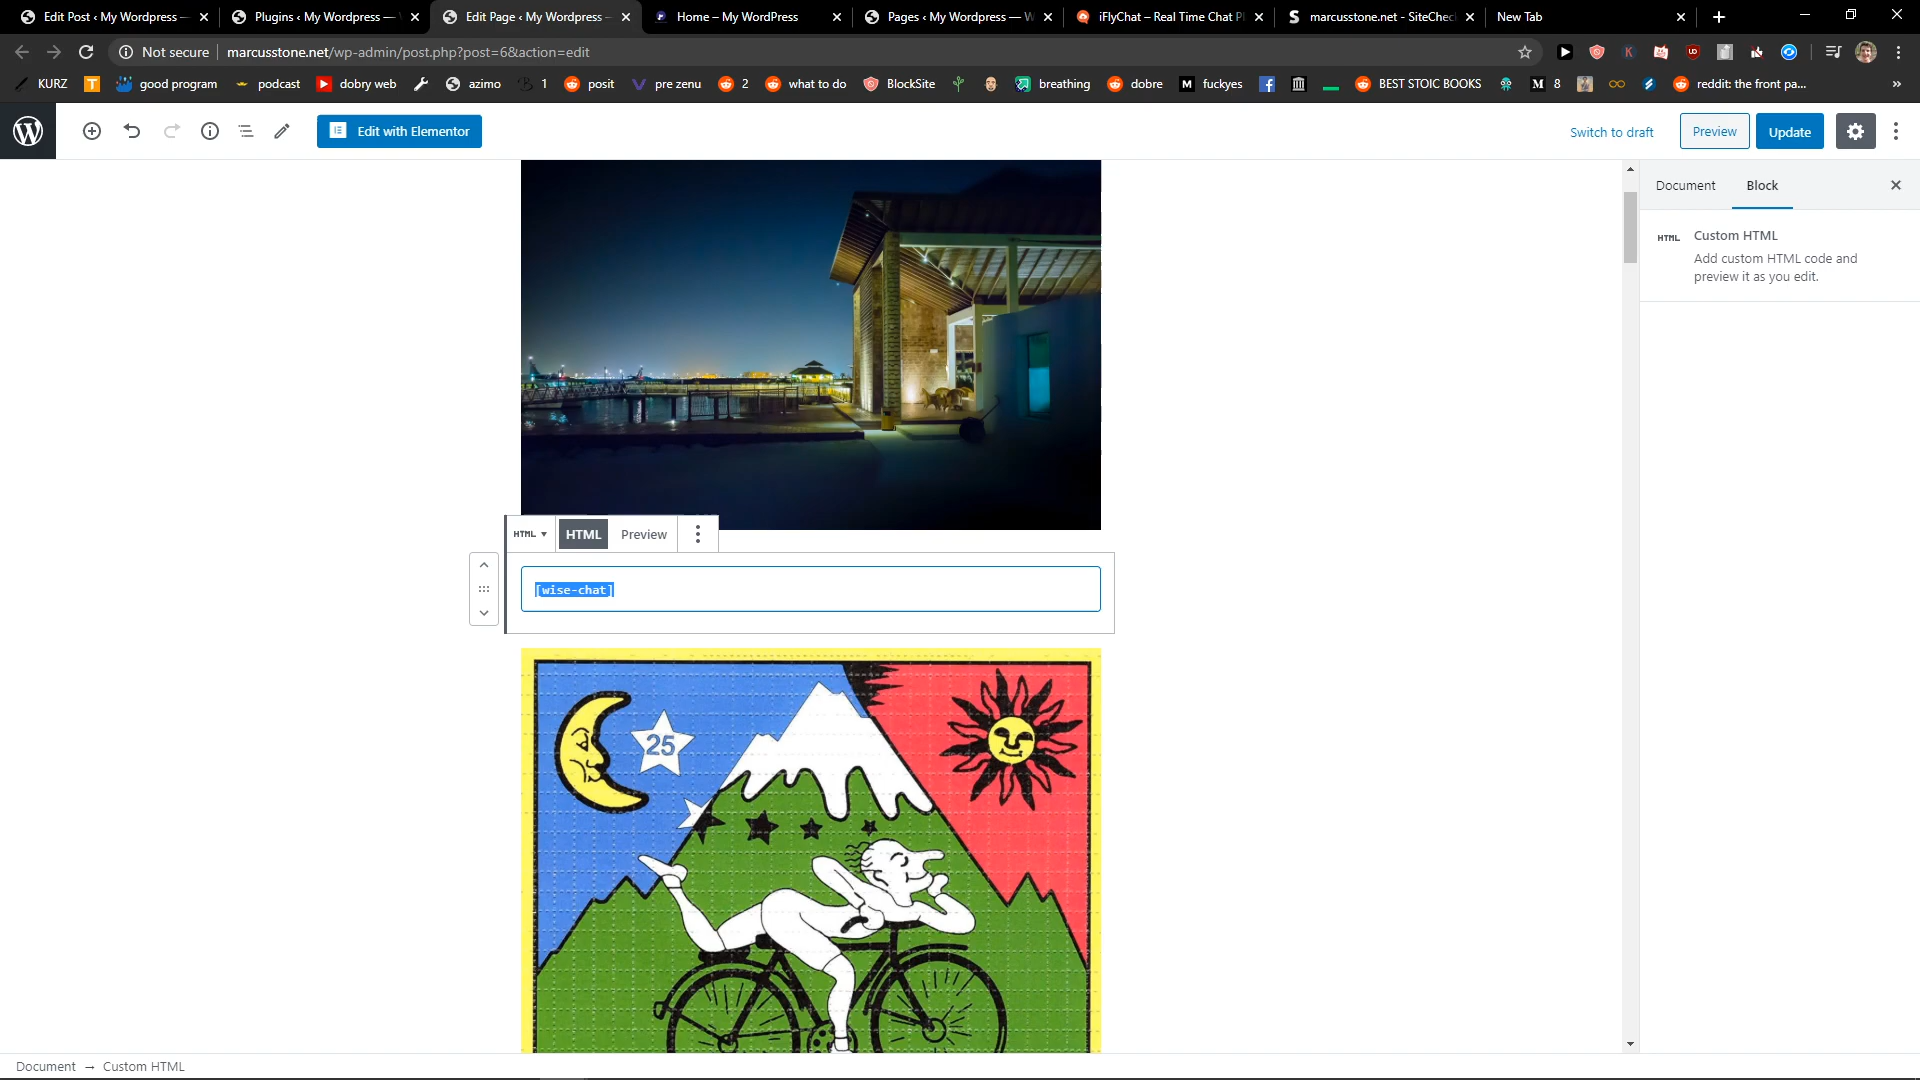 Edit Post ‹ My Wordpress —
Plugins ‹ My Wordpress —
Edit Page ‹ My Wordpress
Home – My WordPress
Pages ‹ My Wordpress — W
iFlyChat – Real Time Chat Pl
marcusstone.net - SiteChec
New Tab
Not secure
marcusstone.net/wp-admin/post.php?post=6&action=edit
KURZ
good program
podcast
dobry web
azimo
1
posit
pre zenu
2
what to do
BlockSite
breathing
dobre
fuckyes
BEST STOIC BOOKS
8
reddit: the front pa...
Edit with Elementor
Switch to draft
Preview
Update
Document
Block
HTML
Custom HTML
Add custom HTML code and
preview it as you edit.
HTML
HTML
Preview
[wise-chat]
25
Document → Custom HTML